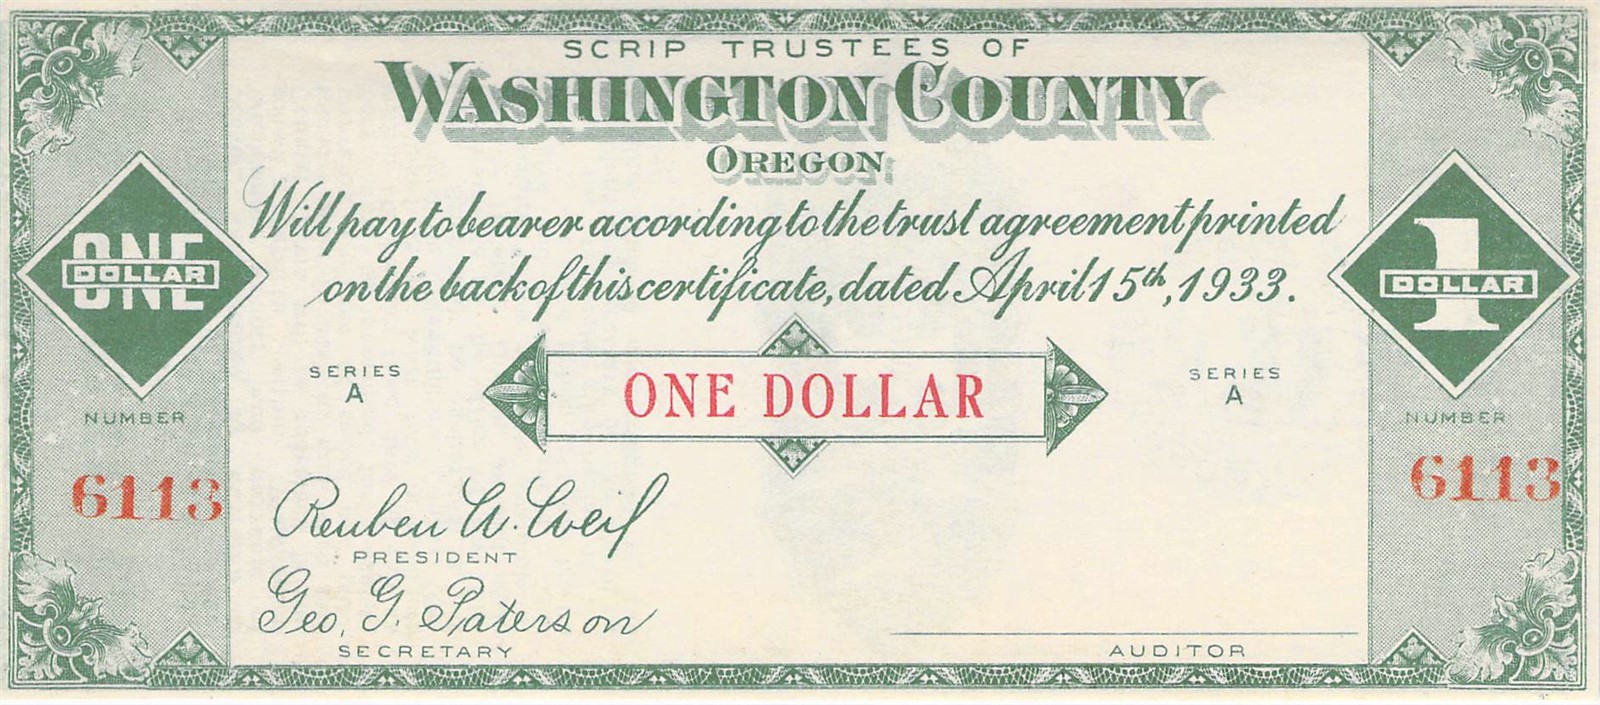 SCRIP TRUSTEES OF
WASHINGTON COUNTY
OREGON
Will pay to bearer according to the trust agreement printed
on the back of this certificate, dated April 15th, 1933.
ONE
DOLLAR
1
DOLLAR
SERIES
A
ONE DOLLAR
SERIES
A
NUMBER
6113
NUMBER
6113
Reuben W. Weil
PRESIDENT
Geo. G. Paterson
SECRETARY
AUDITOR